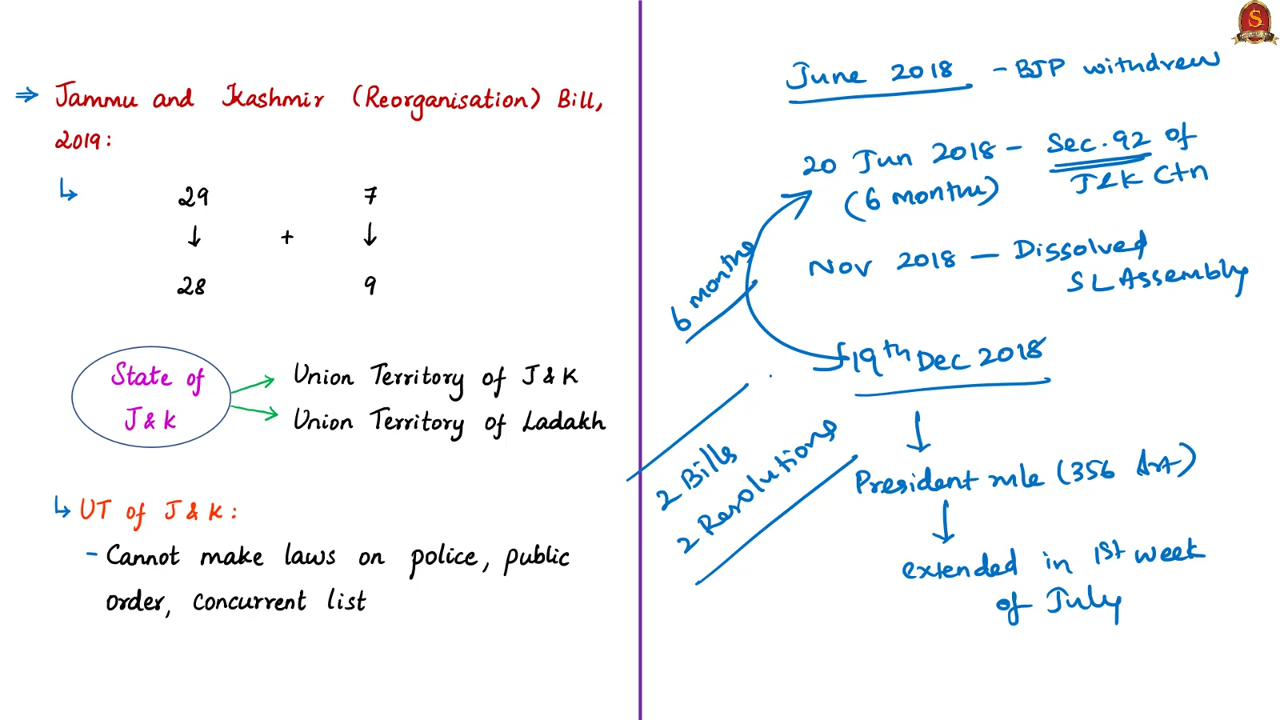 ⇒ Jammu and Kashmir (Reorganisation) Bill,
2019:
↳ 29 7
↓ + ↓
28 9
State of
J & K
Union Territory of J & K
Union Territory of Ladakh
↳ UT of J & K:
- Cannot make laws on police, public
order, concurrent list
June 2018 - BJP withdrew
20 Jun 2018 - Sec. 92 of
J&K Ctn
(6 months)
Nov 2018 - Dissolved
SL Assembly
6 months
19th Dec 2018
↓
President rule (356 Art)
↓
extended in 1st week
of July
2 Bills
2 Resolutions
S